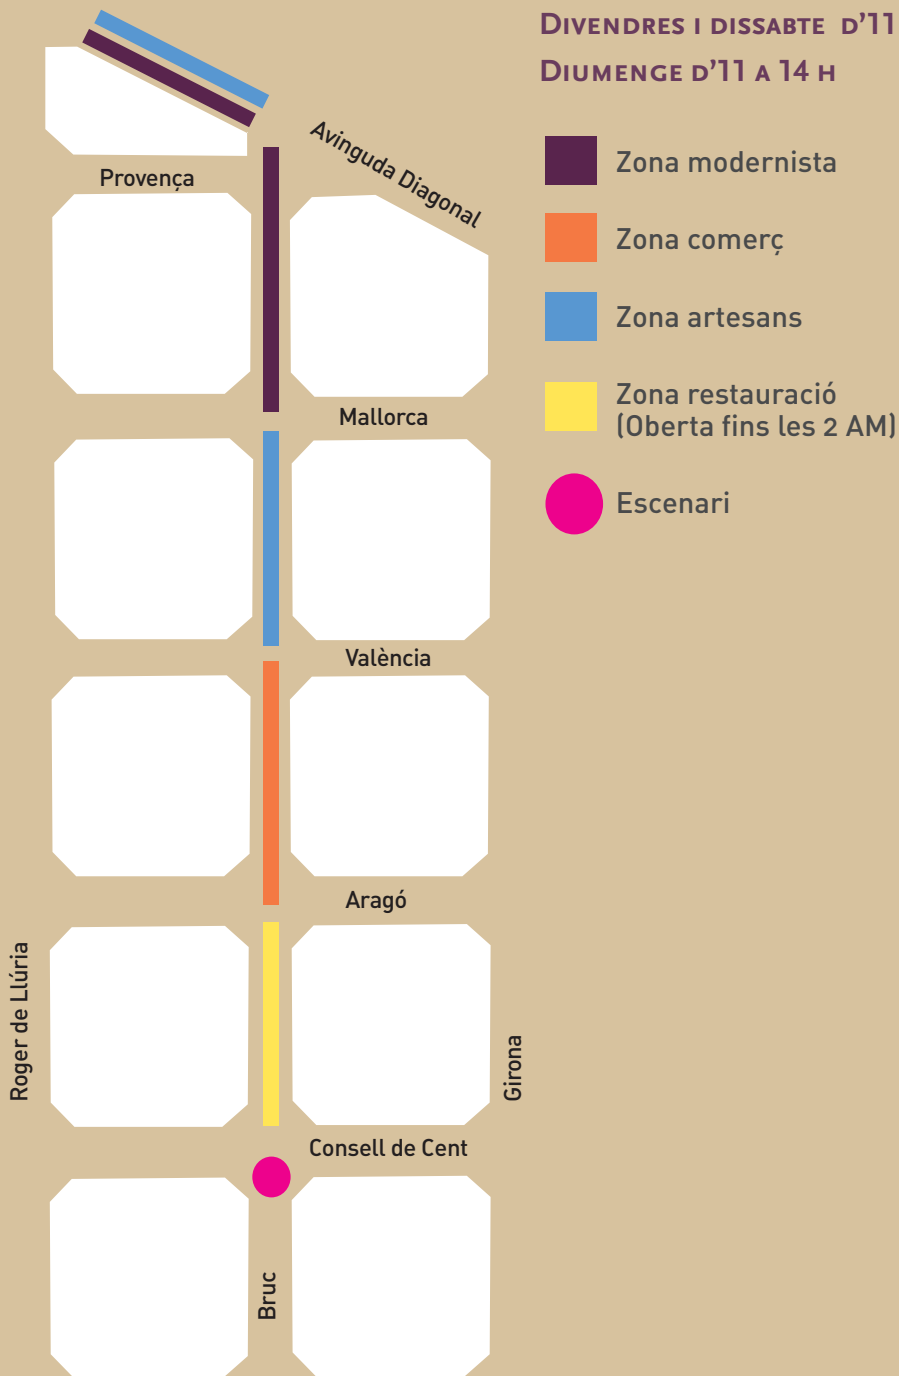 DIVENDRES I DISSABTE D'11
DIUMENGE D'11 A 14 H
Avinguda Diagonal
Zona modernista
Provença
Zona comerç
Zona artesans
Zona restauració
(Oberta fins les 2 AM)
Mallorca
Escenari
València
Aragó
Roger de Llúria
Girona
Consell de Cent
Bruc